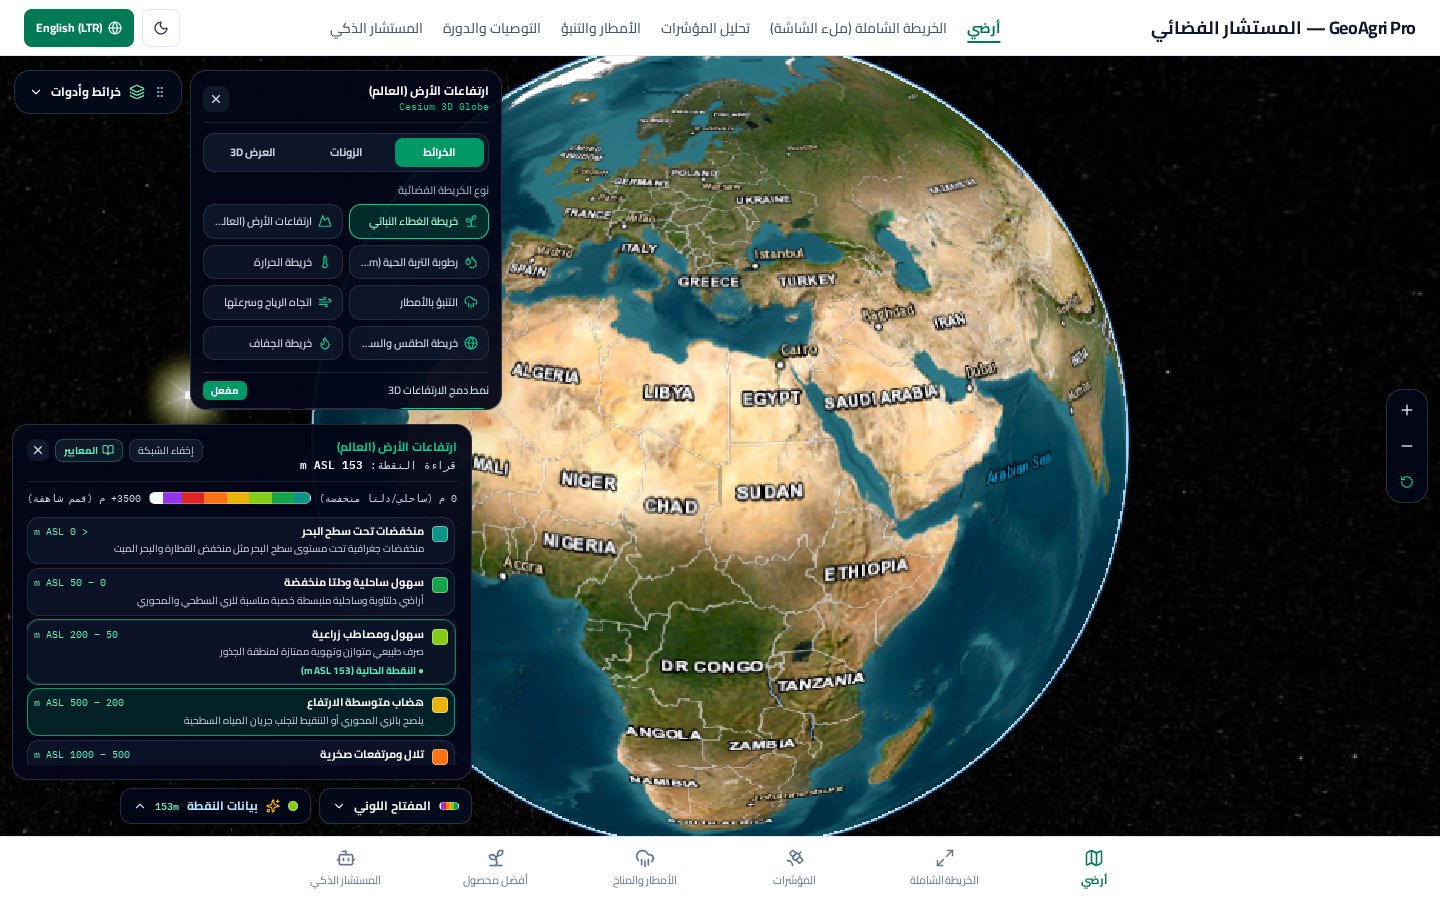 GeoAgri Pro — المستشار الفضائي
أرضي
الخريطة الشاملة (ملء الشاشة)
تحليل المؤشرات
الأمطار والتنبؤ
التوصيات والدورة
المستشار الذكي
English (LTR)
خرائط وأدوات
ارتفاعات الأرض (العالم)
Cesium 3D Globe
الخرائط
الزونات
العرض 3D
نوع الخريطة الفضائية
خريطة الغطاء النباتي
ارتفاعات الأرض (العال...
رطوبة التربة الحية (m...
خريطة الحرارة
التنبؤ بالأمطار
اتجاه الرياح وسرعتها
خريطة الطقس والس...
خريطة الجفاف
نمط دمج الارتفاعات 3D
مفعل
ارتفاعات الأرض (العالم)
قراءة النقطة: 153 m ASL
إخفاء الشبكة
المعايير
0 م (ساحلي/دلتا منخفضة)
3500+ م (قمم شاهقة)
منخفضات تحت سطح البحر
m ASL 0 >
منخفضات جغرافية تحت مستوى سطح البحر مثل منخفض القطارة والبحر الميت
سهول ساحلية ودلتا منخفضة
m ASL 50 – 0
أراضي دلتاوية وساحلية منبسطة خصبة مناسبة للري السطحي والمحوري
سهول ومصاطب زراعية
m ASL 200 – 50
صرف طبيعي متوازن وتهوية ممتازة لمنطقة الجذور
● النقطة الحالية (153 m ASL)
هضاب متوسطة الارتفاع
m ASL 500 – 200
ينصح بالري المحوري أو التنقيط لتجنب جريان المياه السطحية
تلال ومرتفعات صخرية
m ASL 1000 – 500
المفتاح اللوني
بيانات النقطة
153m
POLAND
GERMANY
UKRAINE
FRANCE
Milan
ITALY
Madrid
SPAIN
Istanbul
GREECE
TURKEY
Baghdad
IRAN
Cairo
ALGERIA
LIBYA
EGYPT
SAUDI ARABIA
Dubai
Arabian Sea
MALI
NIGER
CHAD
SUDAN
NIGERIA
Accra
ETHIOPIA
DR CONGO
TANZANIA
ANGOLA
ZAMBIA
NAMIBIA
أرضي
الخريطة الشاملة
المؤشرات
الأمطار والمناخ
أفضل محصول
المستشار الذكي